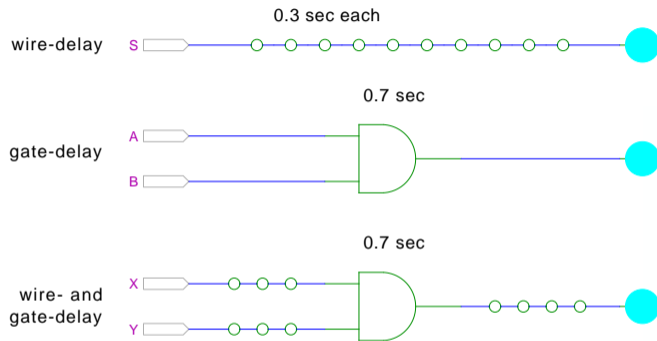 0.3 sec each
wire-delay
S
0.7 sec
A
gate-delay
B
0.7 sec
X
wire- and
gate-delay
Y